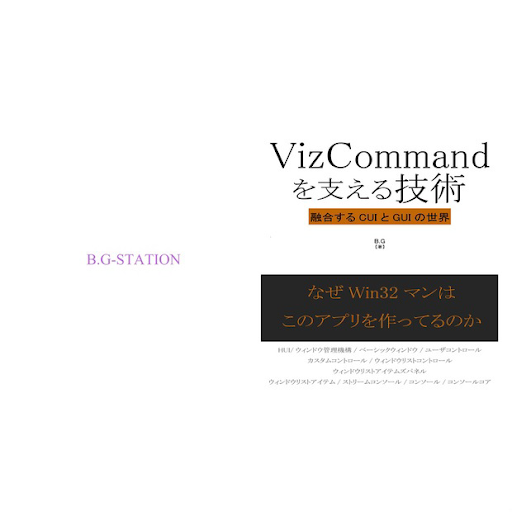 B.G-STATION
VizCommand
を支える技術
融合するCUIとGUIの世界
B.G
(著)
なぜ Win32 マンは
このアプリを作ってるのか
HUI/ ウィンドウ管理機構 / ベーシックウィンドウ / ユーザコントロール
カスタムコントロール / ウィンドウリストコントロール
ウィンドウリストアイテムズパネル
ウィンドウリストアイテム / ストリームコンソール / コンソール / コンソールコア